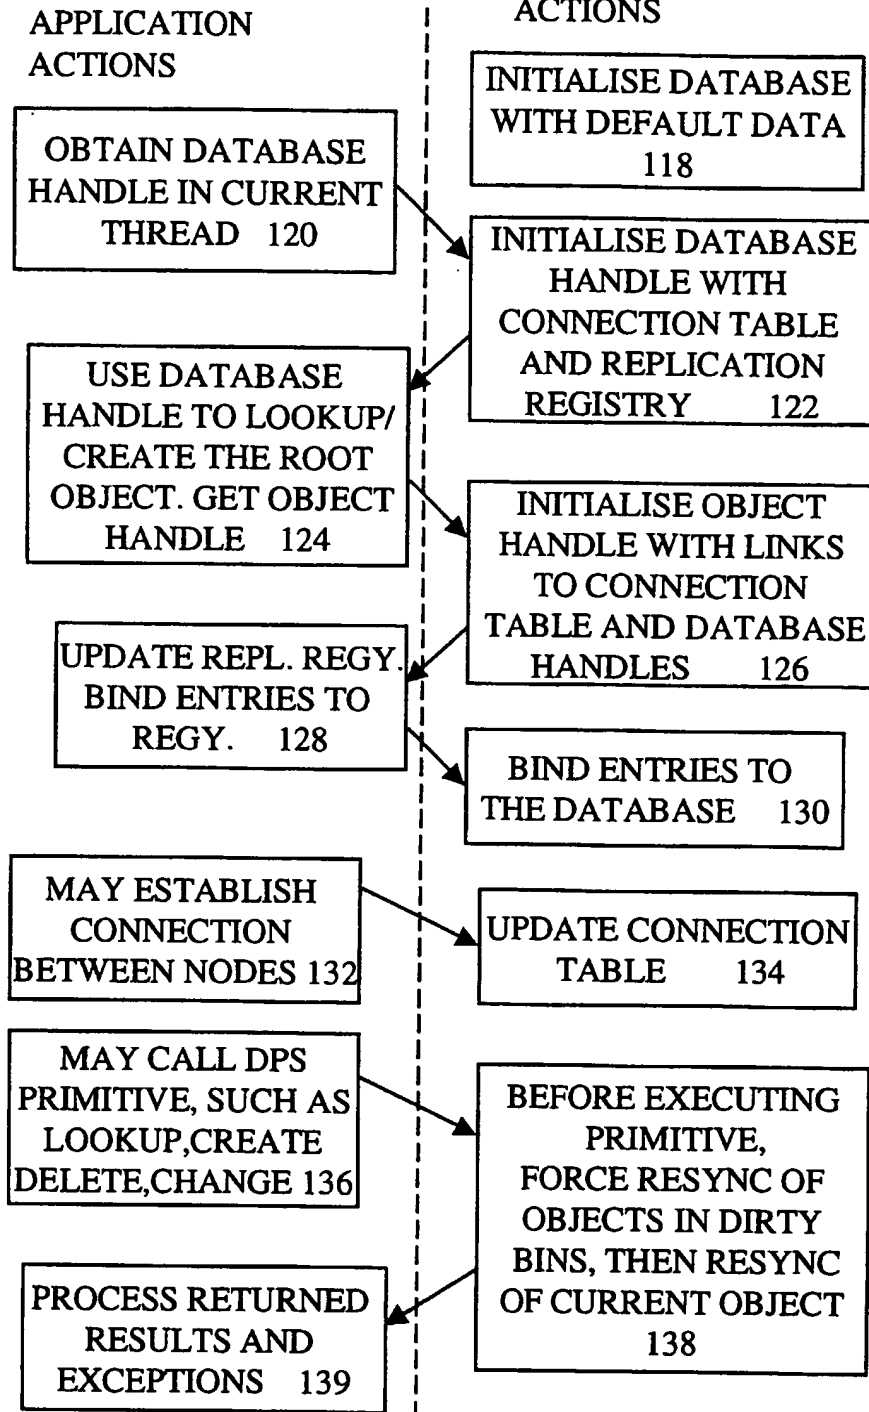 APPLICATION
ACTIONS
ACTIONS
INITIALISE DATABASE
WITH DEFAULT DATA
118
OBTAIN DATABASE
HANDLE IN CURRENT
THREAD 120
INITIALISE DATABASE
HANDLE WITH
CONNECTION TABLE
AND REPLICATION
REGISTRY 122
USE DATABASE
HANDLE TO LOOKUP/
CREATE THE ROOT
OBJECT. GET OBJECT
HANDLE 124
INITIALISE OBJECT
HANDLE WITH LINKS
TO CONNECTION
TABLE AND DATABASE
HANDLES 126
UPDATE REPL. REGY.
BIND ENTRIES TO
REGY. 128
BIND ENTRIES TO
THE DATABASE 130
MAY ESTABLISH
CONNECTION
BETWEEN NODES 132
UPDATE CONNECTION
TABLE 134
MAY CALL DPS
PRIMITIVE, SUCH AS
LOOKUP,CREATE
DELETE,CHANGE 136
BEFORE EXECUTING
PRIMITIVE,
FORCE RESYNC OF
OBJECTS IN DIRTY
BINS, THEN RESYNC
OF CURRENT OBJECT
138
PROCESS RETURNED
RESULTS AND
EXCEPTIONS 139